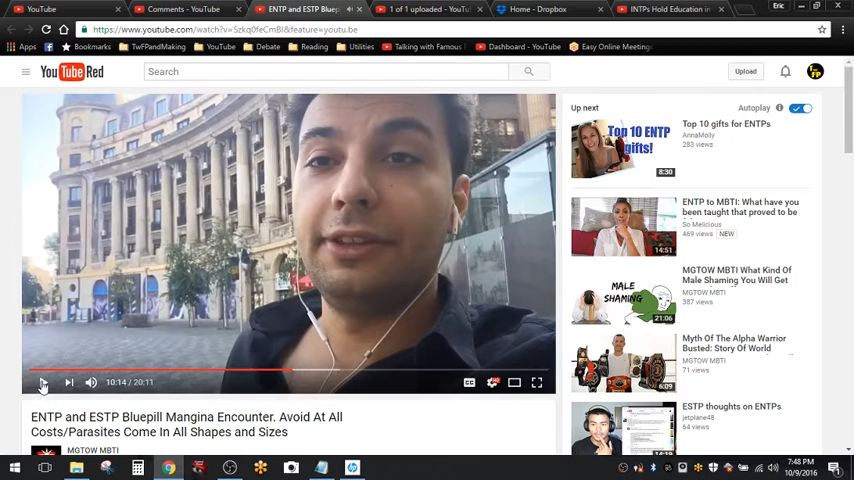 YouTube
Comments - YouTube
ENTP and ESTP Bluep
1 of 1 uploaded - YouTu
Home - Dropbox
INTPs Hold Education in
Eric
https://www.youtube.com/watch?v=Szkq0feCmBI&feature=youtu.be
Apps
Bookmarks
TwFPandMaking
YouTube
Debate
Reading
Utilities
Talking with Famous
Dashboard - YouTube
Easy Online Meeting
YouTube Red
Search
Upload
Up next
Autoplay
Top 10 ENTP
gifts!
8:30
Top 10 gifts for ENTPs
AnnaMolly
283 views
14:51
ENTP to MBTI: What have you
been taught that proved to be
So Melicious
469 views NEW
MALE
SHAMING
21:06
MGTOW MBTI What Kind Of
Male Shaming You Will Get
MGTOW MBTI
387 views
6:09
Myth Of The Alpha Warrior
Busted: Story Of World
MGTOW MBTI
71 views
14:19
ESTP thoughts on ENTPs
jetplane48
64 views
10:14 / 20:11
CC
HD
ENTP and ESTP Bluepill Mangina Encounter. Avoid At All
Costs/Parasites Come In All Shapes and Sizes
MGTOW MBTI
7:48 PM
10/9/2016